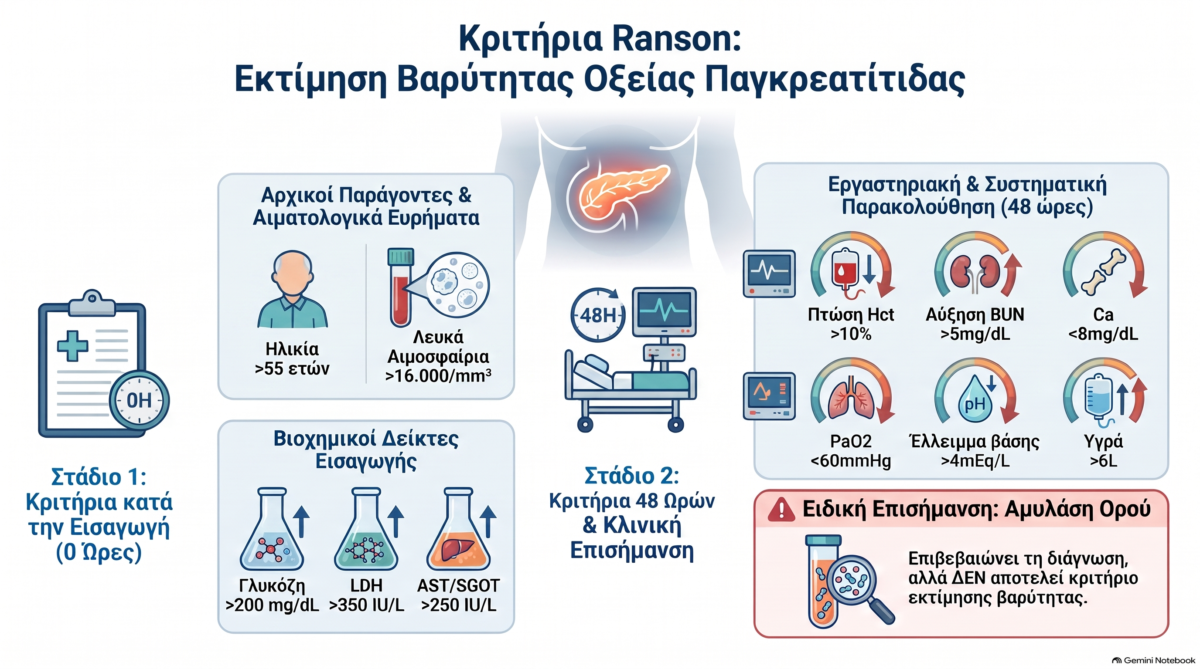 Κριτήρια Ranson:
Εκτίμηση Βαρύτητας Οξείας Παγκρεατίτιδας
0H
Στάδιο 1:
Κριτήρια κατά
την Εισαγωγή
(0 Ώρες)
Αρχικοί Παράγοντες &
Αιματολογικά Ευρήματα
Ηλικία
>55 ετών
Λευκά
Αιμοσφαίρια
>16.000/mm³
Βιοχημικοί Δείκτες
Εισαγωγής
Γλυκόζη
>200 mg/dL
LDH
>350 IU/L
AST/SGOT
>250 IU/L
48H
Στάδιο 2:
Κριτήρια 48 Ωρών
& Κλινική
Επισήμανση
Εργαστηριακή & Συστηματική
Παρακολούθηση (48 ώρες)
Πτώση Hct
>10%
Αύξηση BUN
>5mg/dL
Ca
<8mg/dL
PaO2
<60mmHg
pH
Έλλειμμα βάσης
>4mEq/L
Υγρά
>6L
Ειδική Επισήμανση: Αμυλάση Ορού
Επιβεβαιώνει τη διάγνωση,
αλλά ΔΕΝ αποτελεί κριτήριο
εκτίμησης βαρύτητας.
Gemini Notebook